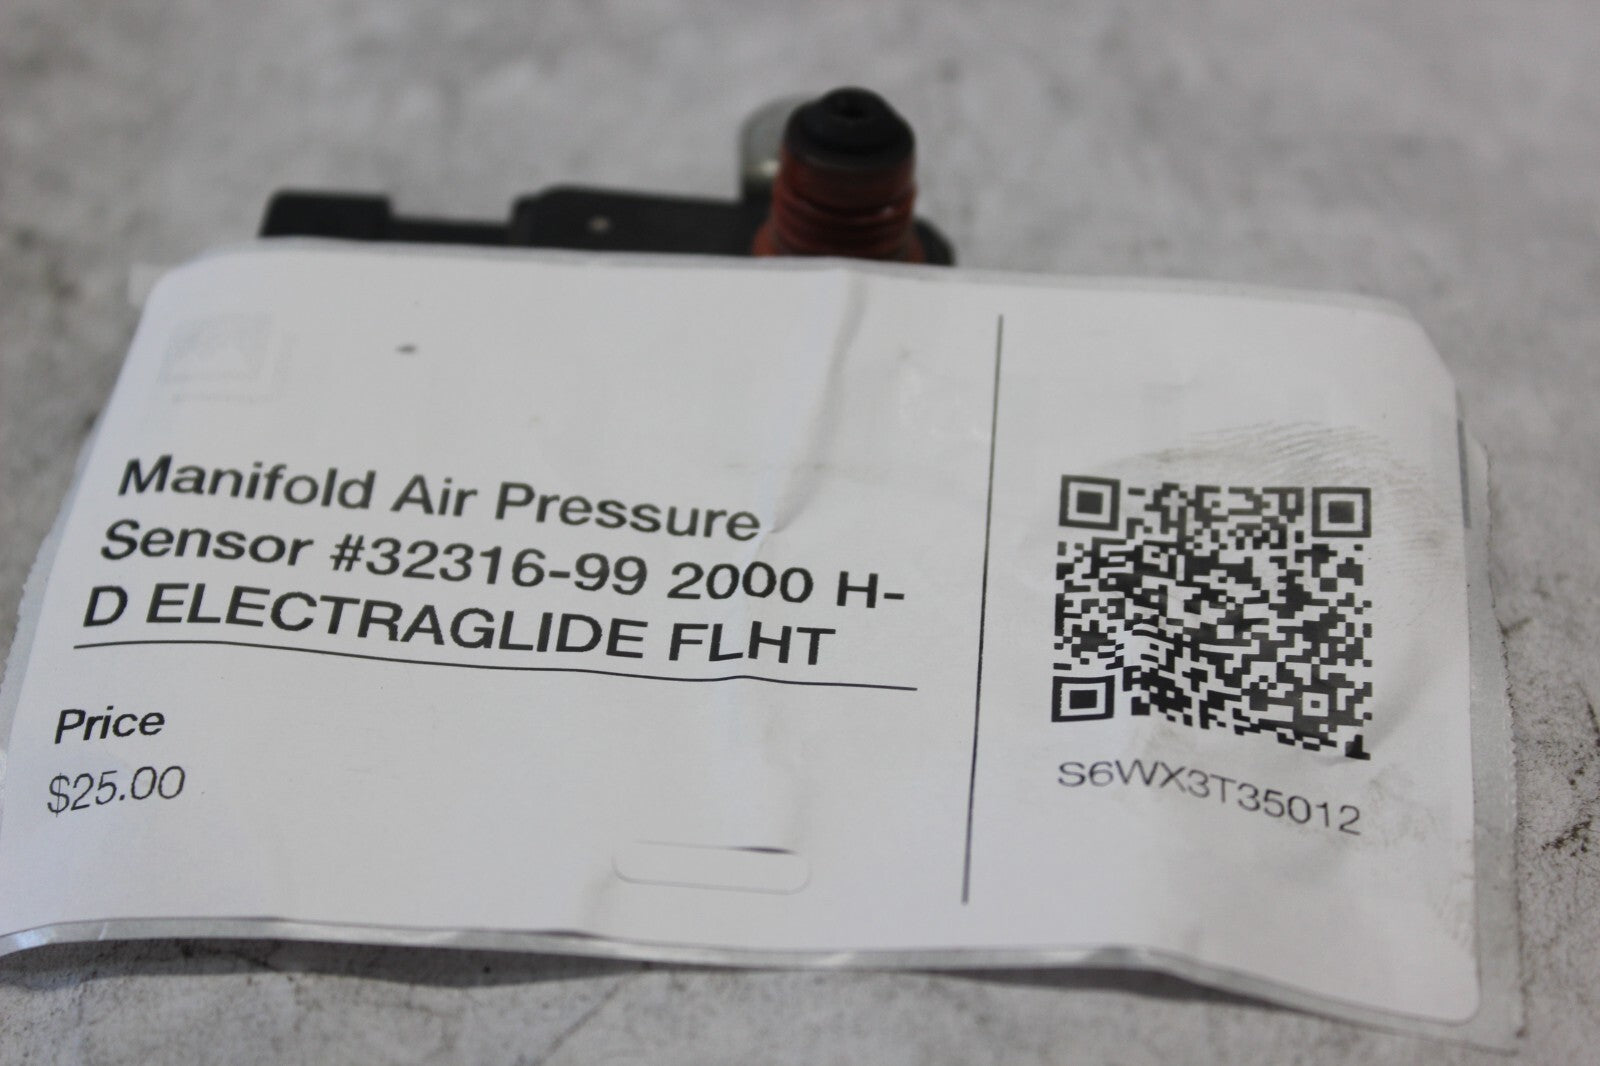 Manifold Air Pressure
Sensor #32316-99 2000 H-
D ELECTRAGLIDE FLHT
Price
$25.00
S6WX3T35012